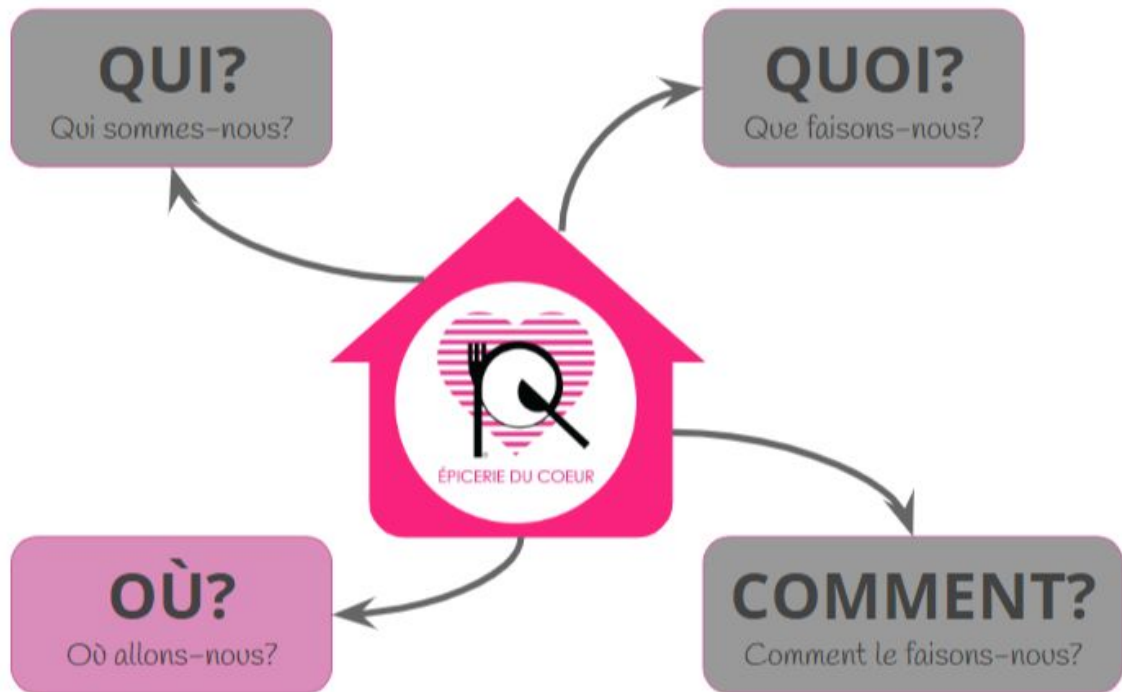 QUI?
Qui sommes-nous?
QUOI?
Que faisons-nous?
ÉPICERIE DU COEUR
OÙ?
Où allons-nous?
COMMENT?
Comment le faisons-nous?